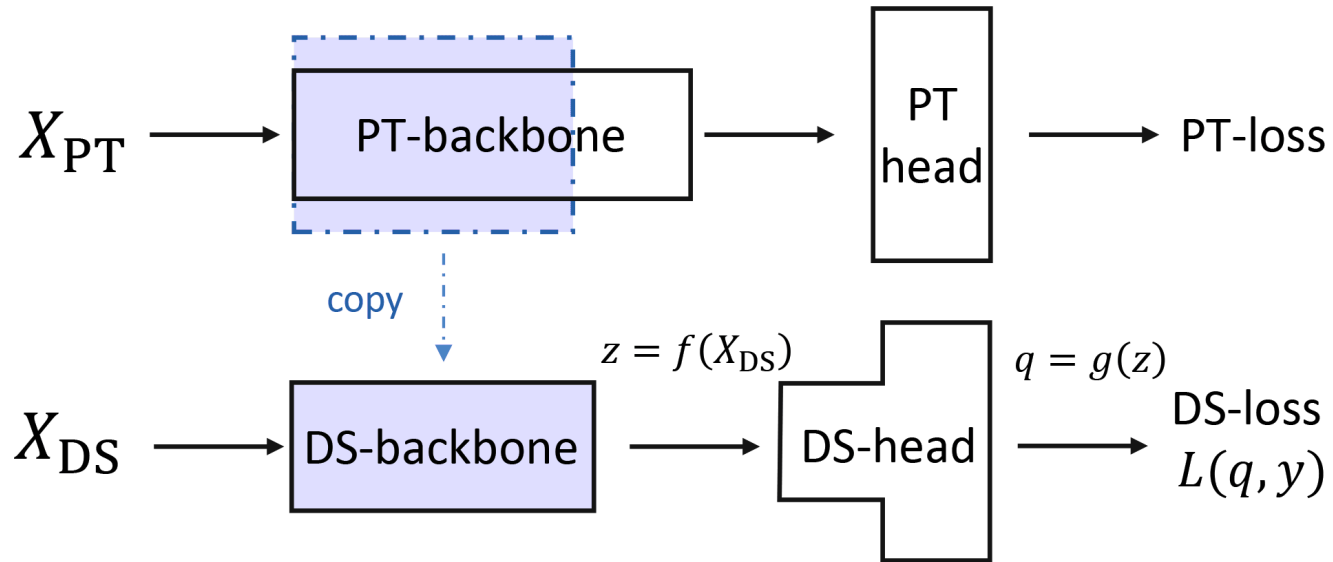 X_PT
PT-backbone
PT
head
PT-loss
copy
z = f(X_DS)
q = g(z)
X_DS
DS-backbone
DS-head
DS-loss
L(q, y)